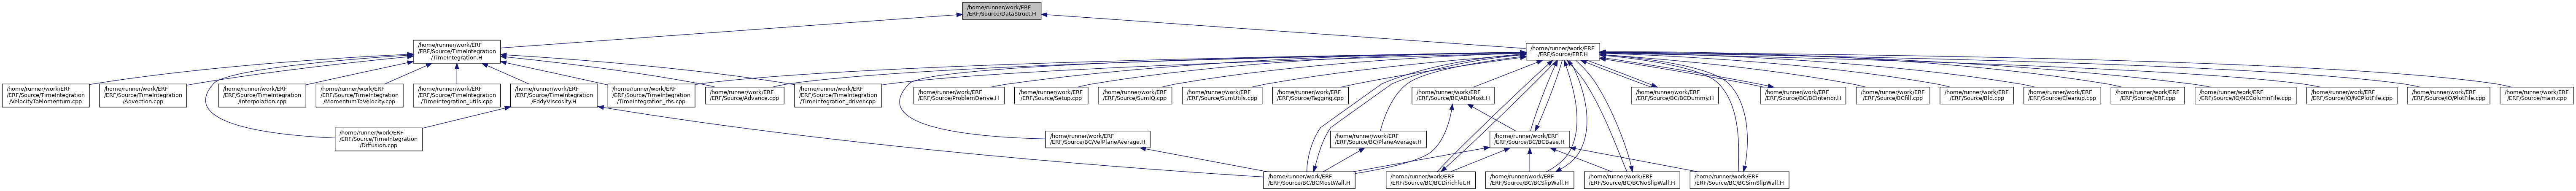 /home/runner/work/ERF
/ERF/Source/DataStruct.H
/home/runner/work/ERF
/ERF/Source/TimeIntegration
/TimeIntegration.H
/home/runner/work/ERF
/ERF/Source/ERF.H
/home/runner/work/ERF
/ERF/Source/TimeIntegration
/VelocityToMomentum.cpp
/home/runner/work/ERF
/ERF/Source/TimeIntegration
/Advection.cpp
/home/runner/work/ERF
/ERF/Source/TimeIntegration
/Interpolation.cpp
/home/runner/work/ERF
/ERF/Source/TimeIntegration
/MomentumToVelocity.cpp
/home/runner/work/ERF
/ERF/Source/TimeIntegration
/TimeIntegration_utils.cpp
/home/runner/work/ERF
/ERF/Source/TimeIntegration
/EddyViscosity.H
/home/runner/work/ERF
/ERF/Source/TimeIntegration
/TimeIntegration_rhs.cpp
/home/runner/work/ERF
/ERF/Source/Advance.cpp
/home/runner/work/ERF
/ERF/Source/TimeIntegration
/TimeIntegration_driver.cpp
/home/runner/work/ERF
/ERF/Source/ProblemDerive.H
/home/runner/work/ERF
/ERF/Source/Setup.cpp
/home/runner/work/ERF
/ERF/Source/SumIQ.cpp
/home/runner/work/ERF
/ERF/Source/SumUtils.cpp
/home/runner/work/ERF
/ERF/Source/Tagging.cpp
/home/runner/work/ERF
/ERF/Source/BC/ABLMost.H
/home/runner/work/ERF
/ERF/Source/BC/BCDummy.H
/home/runner/work/ERF
/ERF/Source/BC/BCInterior.H
/home/runner/work/ERF
/ERF/Source/BCfill.cpp
/home/runner/work/ERF
/ERF/Source/Bld.cpp
/home/runner/work/ERF
/ERF/Source/Cleanup.cpp
/home/runner/work/ERF
/ERF/Source/ERF.cpp
/home/runner/work/ERF
/ERF/Source/IO/NCColumnFile.cpp
/home/runner/work/ERF
/ERF/Source/IO/NCPlotFile.cpp
/home/runner/work/ERF
/ERF/Source/IO/PlotFile.cpp
/home/runner/work/ERF
/ERF/Source/main.cpp
/home/runner/work/ERF
/ERF/Source/TimeIntegration
/Diffusion.cpp
/home/runner/work/ERF
/ERF/Source/BC/VelPlaneAverage.H
/home/runner/work/ERF
/ERF/Source/BC/PlaneAverage.H
/home/runner/work/ERF
/ERF/Source/BC/BCBase.H
/home/runner/work/ERF
/ERF/Source/BC/BCMostWall.H
/home/runner/work/ERF
/ERF/Source/BC/BCDirichlet.H
/home/runner/work/ERF
/ERF/Source/BC/BCSlipWall.H
/home/runner/work/ERF
/ERF/Source/BC/BCNoSlipWall.H
/home/runner/work/ERF
/ERF/Source/BC/BCSimSlipWall.H